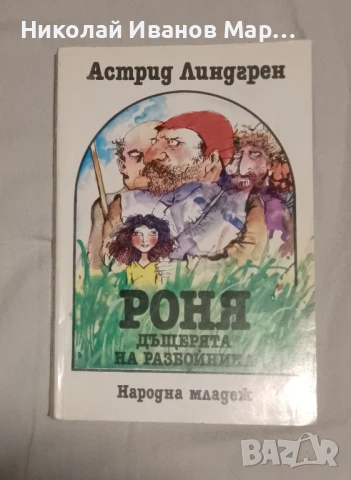 Николай Иванов Мар...
Астрид Линдгрен
РОНЯ
ДЪЩЕРЯТА
НА РАЗБОЙНИКА
Народна младеж
BAZAR